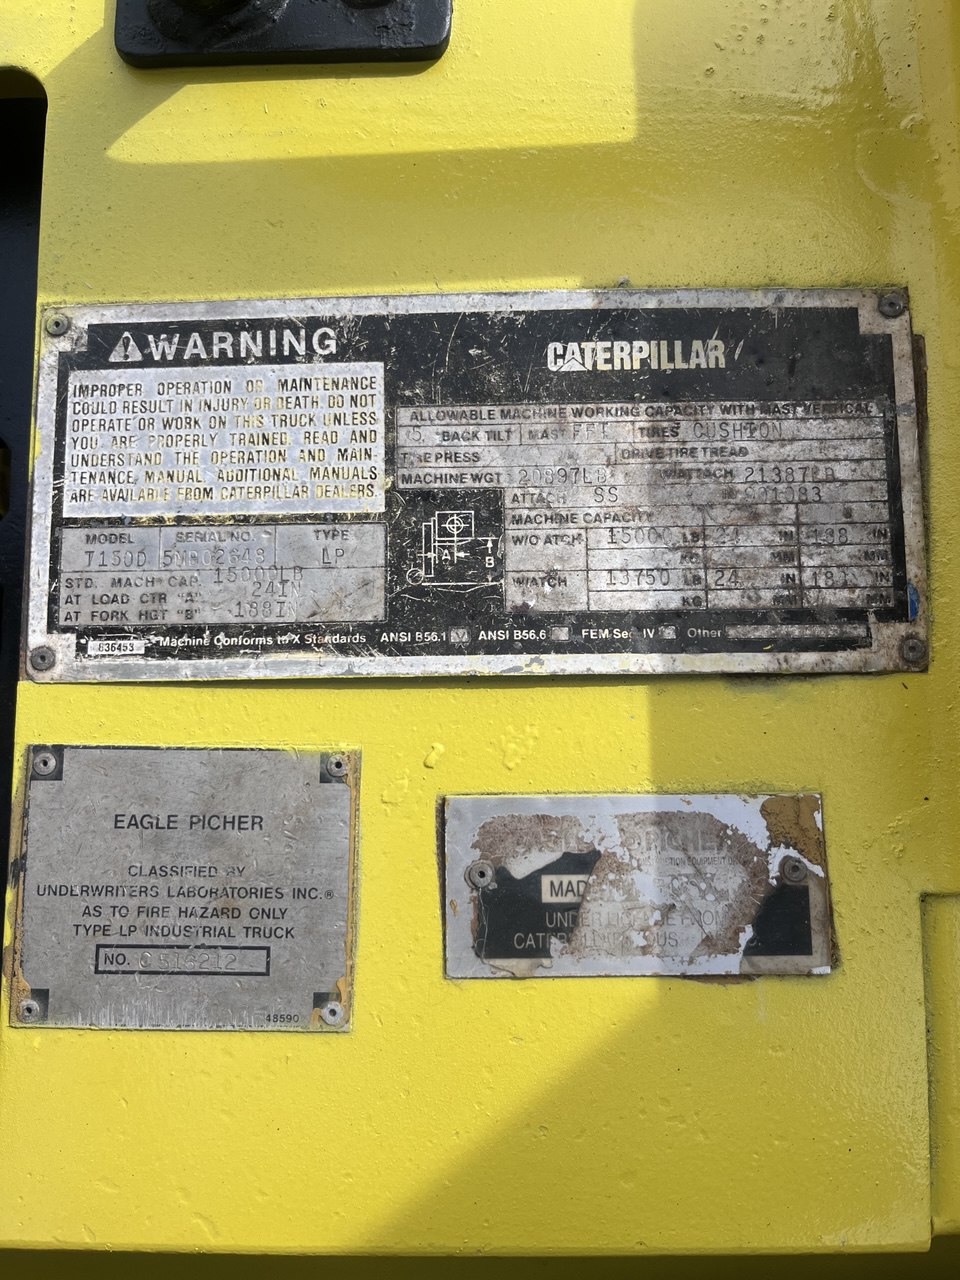 WARNING
IMPROPER OPERATION OR MAINTENANCE
COULD RESULT IN INJURY OR DEATH. DO NOT
OPERATE OR WORK ON THIS TRUCK UNLESS
YOU ARE PROPERLY TRAINED. READ AND
UNDERSTAND THE OPERATION AND MAIN-
TENANCE MANUAL. ADDITIONAL MANUALS
ARE AVAILABLE FROM CATERPILLAR DEALERS.
MODEL SERIAL NO. TYPE
T150D LP
STD. MACH CAP. 15000LB
AT LOAD CTR "A" 24IN
AT FORK HGT "B" 188IN
CATERPILLAR
ALLOWABLE MACHINE WORKING CAPACITY WITH MAST VERTICAL
BACK TILT MAST TIRES CUSHION
TIRE PRESS DRIVE TIRE TREAD
MACHINE WGT 20897LB W/ATTACH 21387LB
ATTACH SS
MACHINE CAPACITY B
W/O ATCH 15000 LB 24 IN 188 IN
KG MM MM
W/ATCH 13750 LB 24 IN IN
KG MM MM
A
B
Machine Conforms to X Standards ANSI B56.1 ANSI B56.6 FEM Sec IV Other
EAGLE PICHER
CLASSIFIED BY
UNDERWRITERS LABORATORIES INC.®
AS TO FIRE HAZARD ONLY
TYPE LP INDUSTRIAL TRUCK
NO. C
48590
UNDER LICENSE FROM